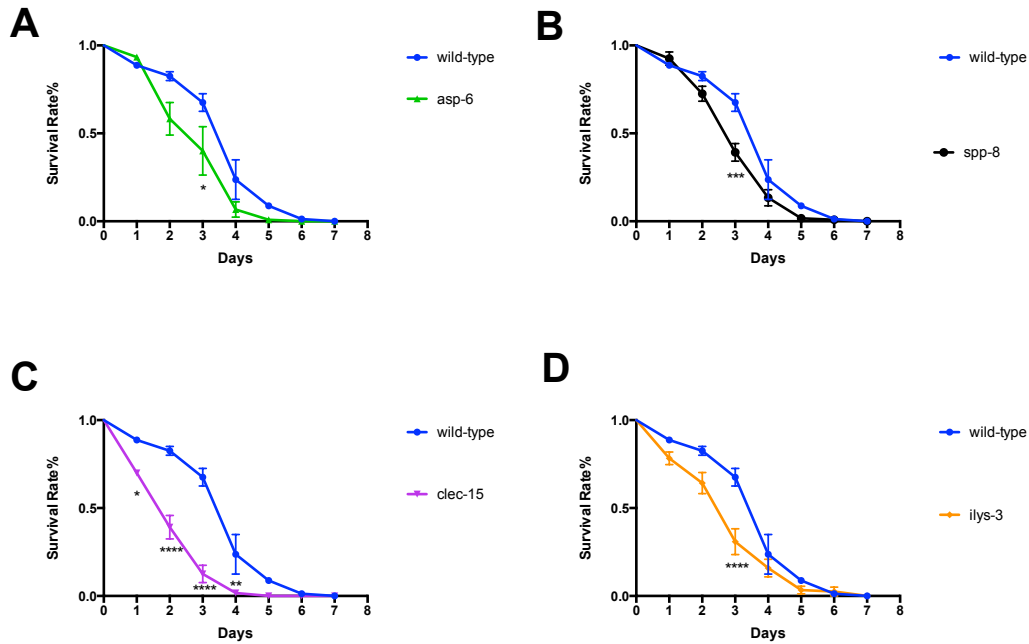 A
Survival Rate%
1.0
0.5
0.0
0 1 2 3 4 5 6 7 8
Days
*
wild-type
asp-6
B
Survival Rate%
1.0
0.5
0.0
0 1 2 3 4 5 6 7 8
Days
***
wild-type
spp-8
C
Survival Rate%
1.0
0.5
0.0
0 1 2 3 4 5 6 7 8
Days
*
****
****
**
wild-type
clec-15
D
Survival Rate%
1.0
0.5
0.0
0 1 2 3 4 5 6 7 8
Days
****
wild-type
ilys-3